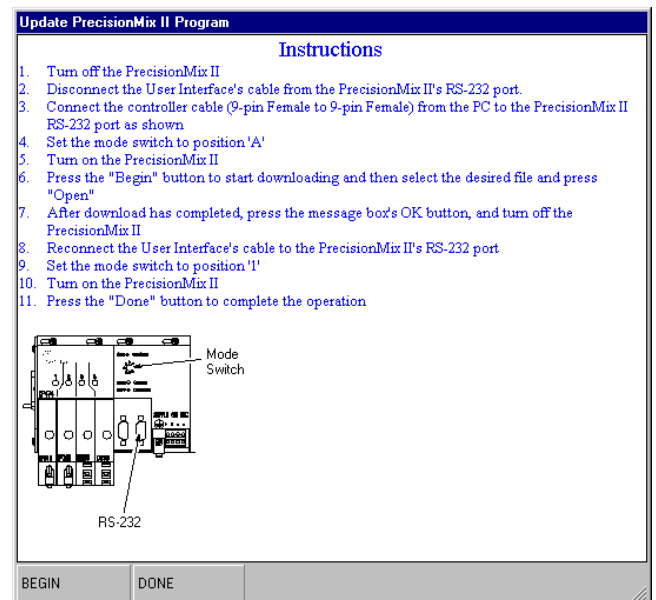 Update PrecisionMix II Program
Instructions
1. Turn off the PrecisionMix II
2. Disconnect the User Interface's cable from the PrecisionMix II's RS-232 port.
3. Connect the controller cable (9-pin Female to 9-pin Female) from the PC to the PrecisionMix II
RS-232 port as shown
4. Set the mode switch to position 'A'
5. Turn on the PrecisionMix II
6. Press the "Begin" button to start downloading and then select the desired file and press
"Open"
7. After download has completed, press the message box's OK button, and turn off the
PrecisionMix II
8. Reconnect the User Interface's cable to the PrecisionMix II's RS-232 port
9. Set the mode switch to position '1'
10. Turn on the PrecisionMix II
11. Press the "Done" button to complete the operation
Mode
Switch
RS-232
BEGIN
DONE